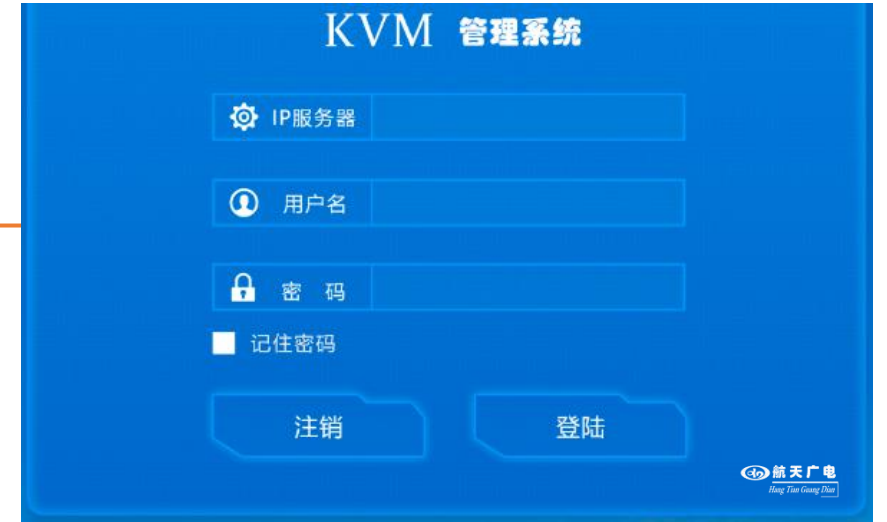 KVM 管理系统
IP服务器
用户名
密 码
记住密码
注销 登陆
航天广电
Hang Tian Guang Dian